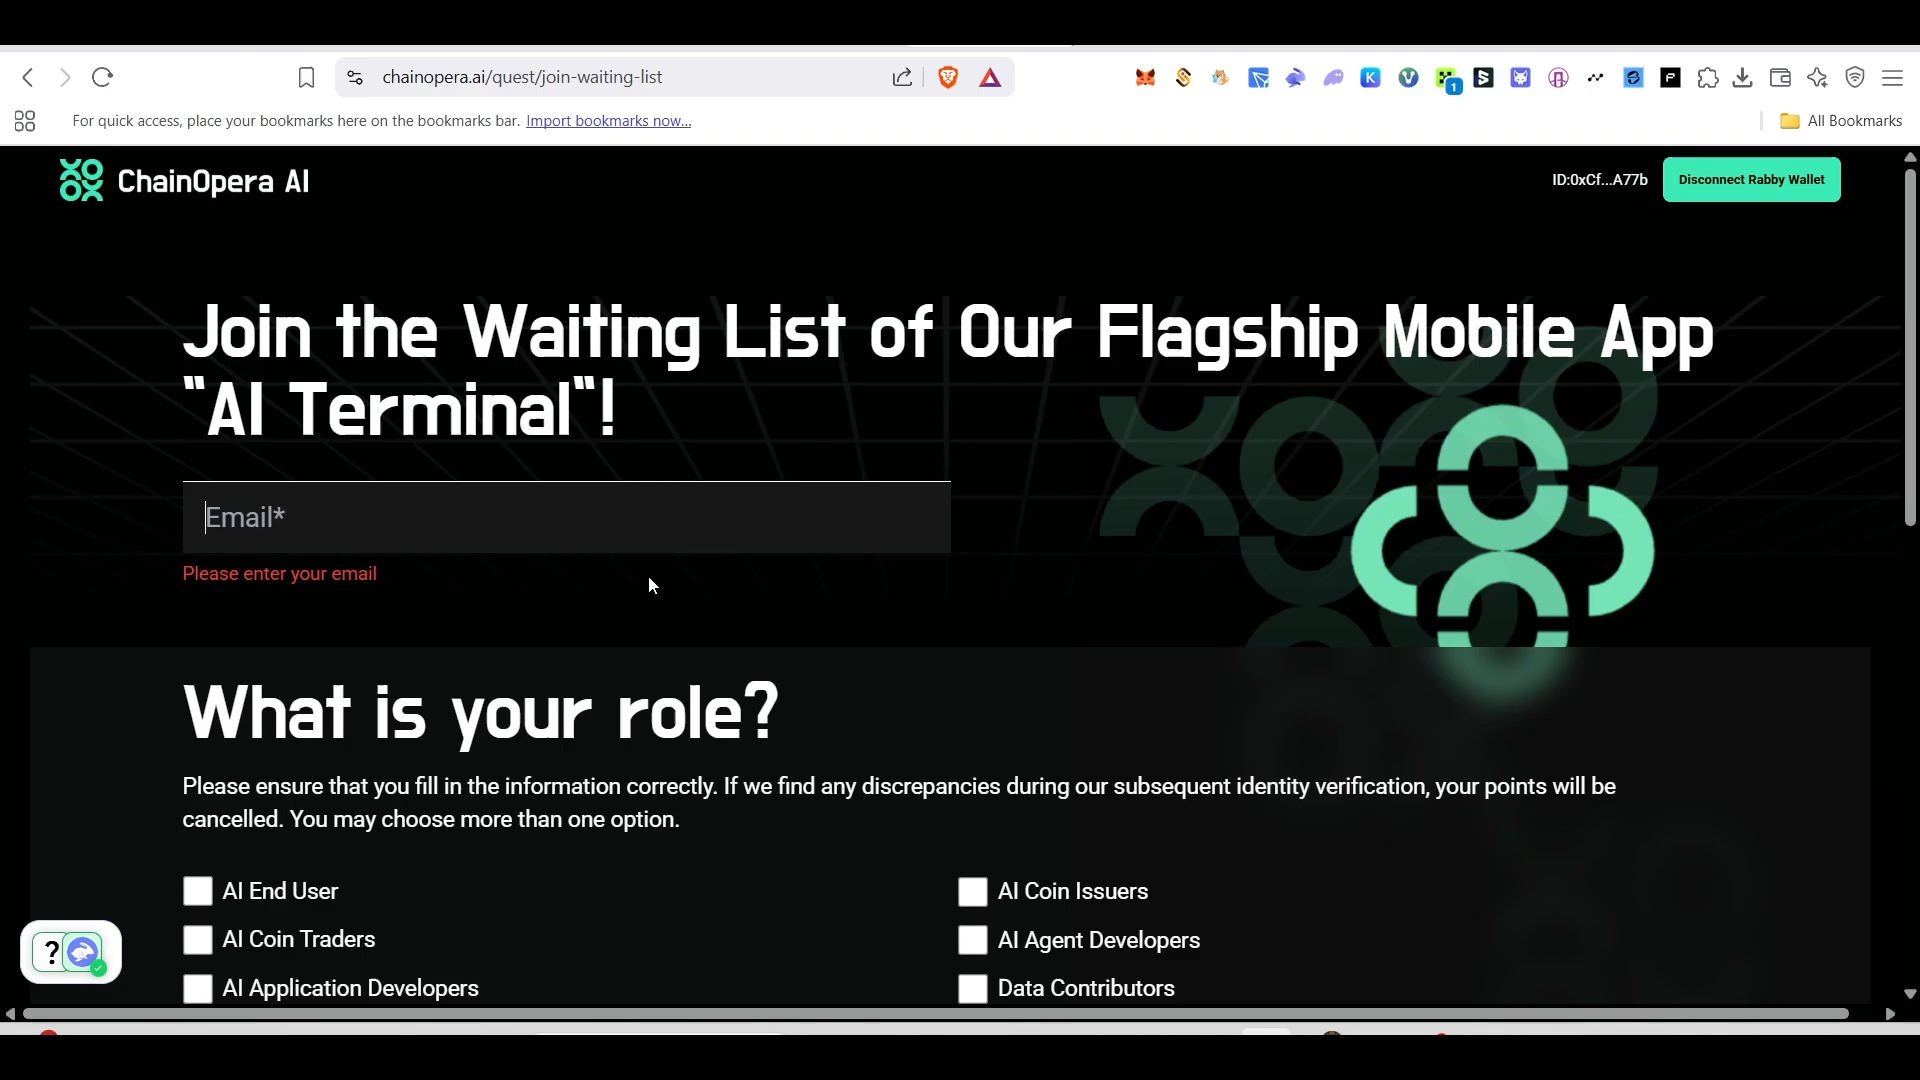 chainopera.ai/quest/join-waiting-list
For quick access, place your bookmarks here on the bookmarks bar. Import bookmarks now...
All Bookmarks
ChainOpera AI
ID:0xCf...A77b
Disconnect Rabby Wallet
Join the Waiting List of Our Flagship Mobile App
"AI Terminal"!
Email*
Please enter your email
What is your role?
Please ensure that you fill in the information correctly. If we find any discrepancies during our subsequent identity verification, your points will be
cancelled. You may choose more than one option.
AI End User
AI Coin Issuers
AI Coin Traders
AI Agent Developers
AI Application Developers
Data Contributors